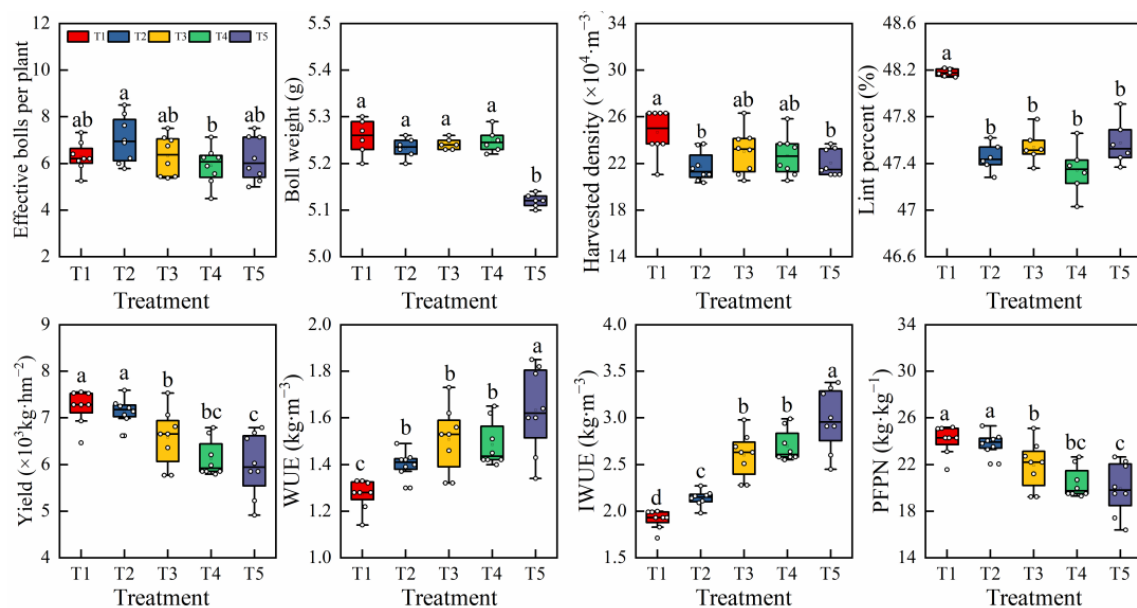 Effective bolls per plant
12
10
8
6
4
2
T1 T2 T3 T4 T5
ab a ab b ab
T1 T2 T3 T4 T5
Treatment
Boll weight (g)
5.5
5.4
5.3
5.2
5.1
5.0
a a a a b
T1 T2 T3 T4 T5
Treatment
Harvested density (×10⁴·m⁻³)
34
30
26
22
18
14
a b ab ab b
T1 T2 T3 T4 T5
Treatment
Lint percent (%)
48.6
48.2
47.8
47.4
47
46.6
a b b b b
T1 T2 T3 T4 T5
Treatment
Yield(×10³kg·hm⁻²)
9
8
7
6
5
4
a a b bc c
T1 T2 T3 T4 T5
Treatment
WUE (kg·m⁻³)
2.0
1.8
1.6
1.4
1.2
1.0
c b b b a
T1 T2 T3 T4 T5
Treatment
IWUE (kg·m⁻³)
4.0
3.5
3.0
2.5
2.0
1.5
d c b b a
T1 T2 T3 T4 T5
Treatment
PFPN (kg·kg⁻¹)
34
30
26
22
18
14
a a b bc c
T1 T2 T3 T4 T5
Treatment